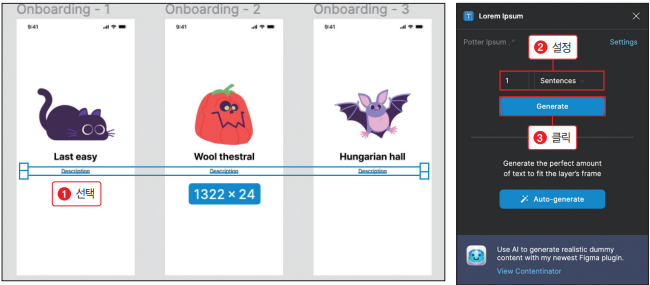 Onboarding - 1
Onboarding - 2
Onboarding - 3
9:41
9:41
9:41
Last easy
Wool thestral
Hungarian hall
Description
Description
Description
1 선택
1322 × 24
Lorem Ipsum
Potter Ipsum
Settings
2 설정
1
Sentences
Generate
3 클릭
Generate the perfect amount
of text to fit the layer's frame
Auto-generate
Use AI to generate realistic dummy
content with my newest Figma plugin.
View Contentinator